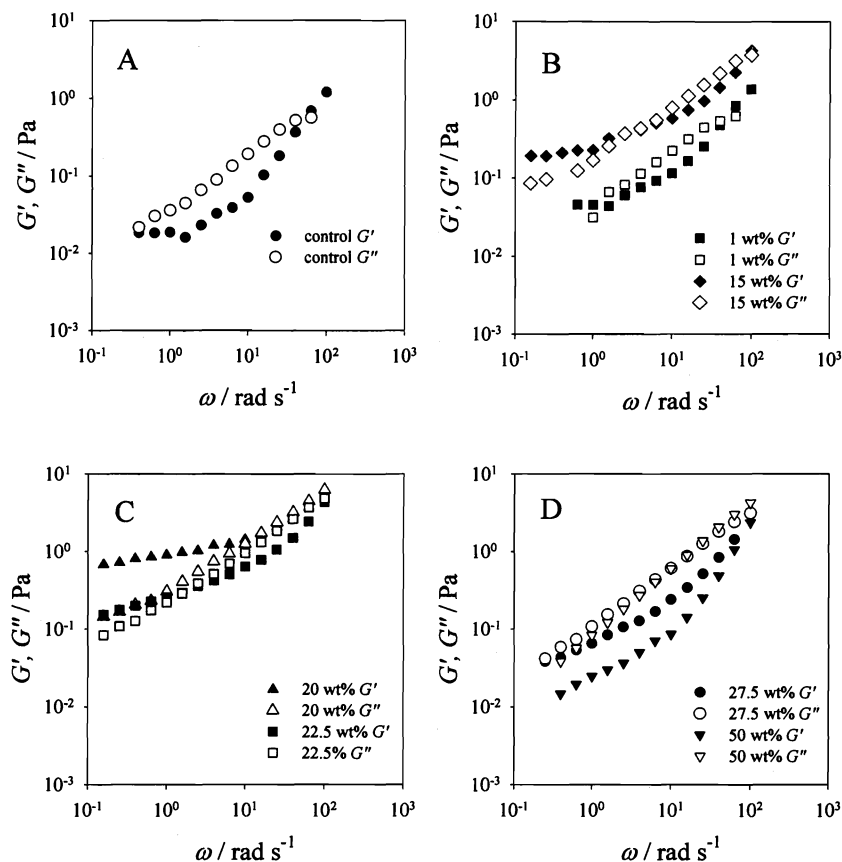 A
G′, G″ / Pa
10¹
10⁰
10⁻¹
10⁻²
10⁻³
control G′
control G″
10⁻¹ 10⁰ 10¹ 10² 10³
ω / rad s⁻¹
B
G′, G″ / Pa
10¹
10⁰
10⁻¹
10⁻²
10⁻³
1 wt% G′
1 wt% G″
15 wt% G′
15 wt% G″
10⁻¹ 10⁰ 10¹ 10² 10³
ω / rad s⁻¹
C
G′, G″ / Pa
10¹
10⁰
10⁻¹
10⁻²
10⁻³
20 wt% G′
20 wt% G″
22.5 wt% G′
22.5% G″
10⁻¹ 10⁰ 10¹ 10² 10³
ω / rad s⁻¹
D
G′, G″ / Pa
10¹
10⁰
10⁻¹
10⁻²
10⁻³
27.5 wt% G′
27.5 wt% G″
50 wt% G′
50 wt% G″
10⁻¹ 10⁰ 10¹ 10² 10³
ω / rad s⁻¹